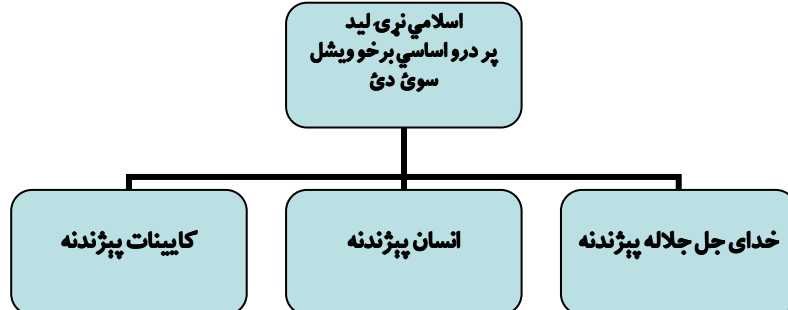 اسلامي نړۍ لید
پر درو اساسي برخو ویشل
سوئ دئ
خدای جل جلاله پیژندنه
انسان پیژندنه
کایینات پیژندنه